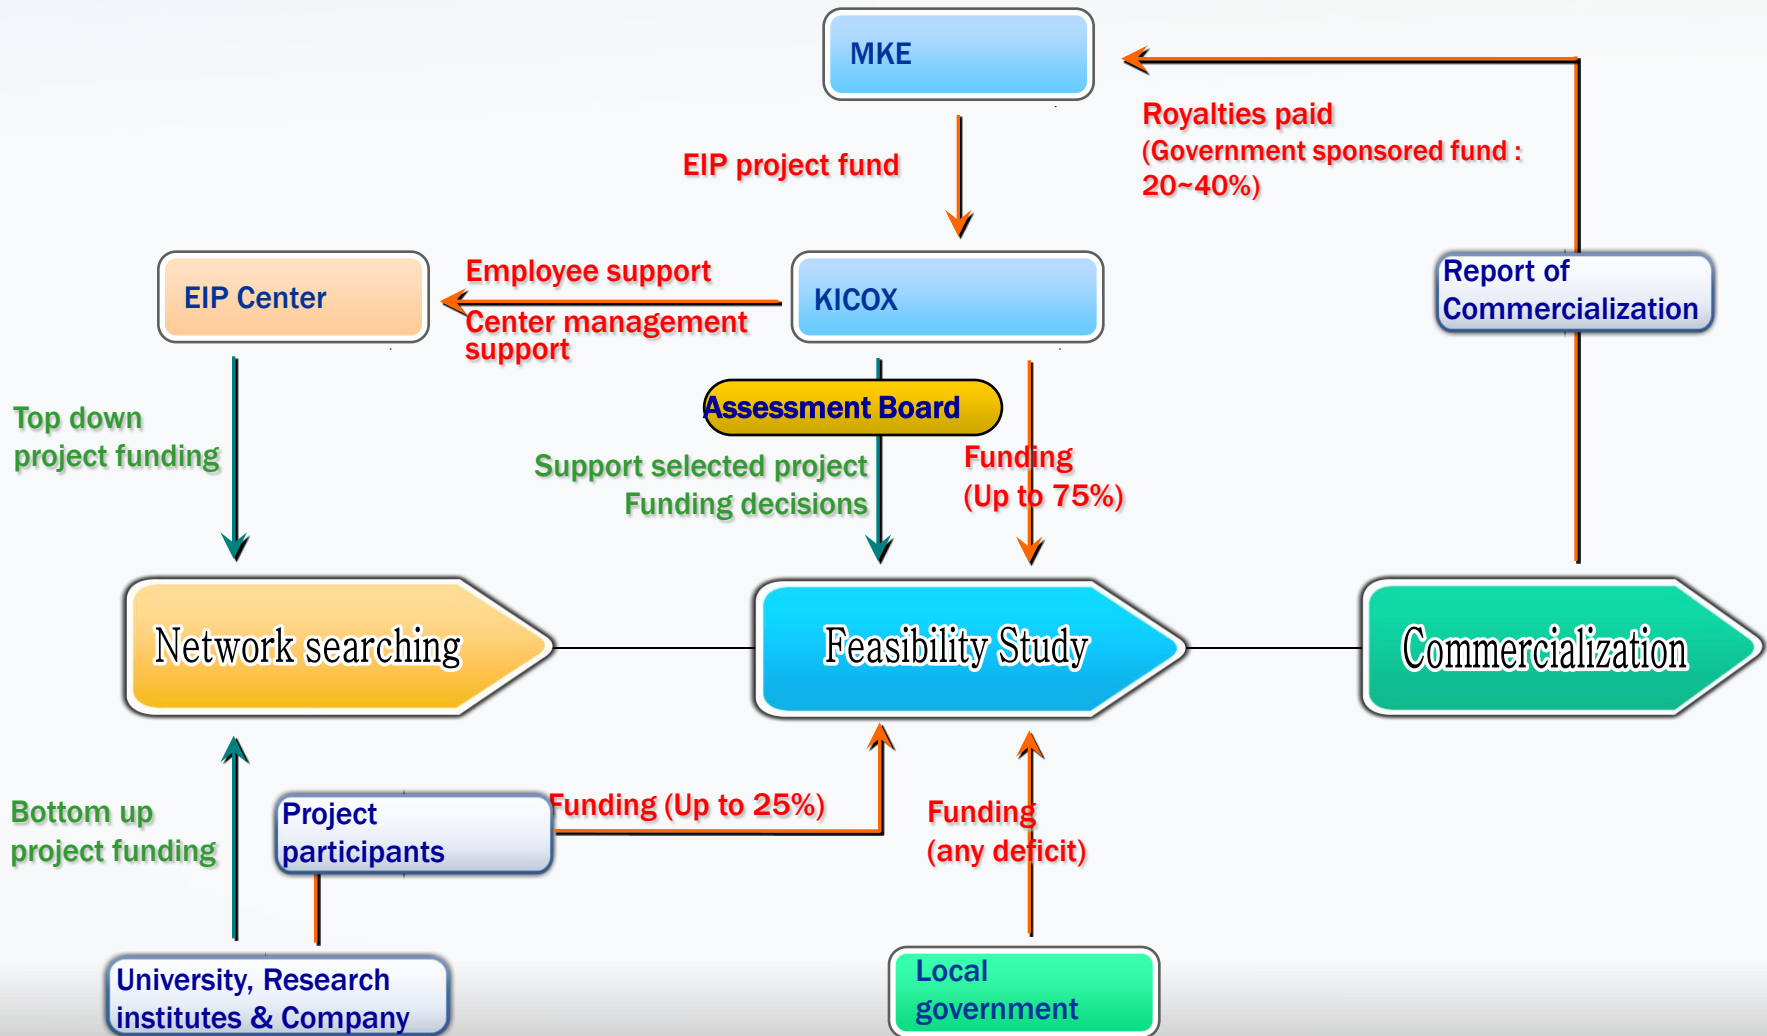 MKE
Royalties paid
(Government sponsored fund :
20~40%)
EIP project fund
EIP Center
Employee support
Center management
support
KICOX
Report of
Commercialization
Assessment Board
Top down
project funding
Support selected project
Funding decisions
Funding
(Up to 75%)
Network searching
Feasibility Study
Commercialization
Bottom up
project funding
Project
participants
Funding (Up to 25%)
Funding
(any deficit)
University, Research
institutes & Company
Local
government